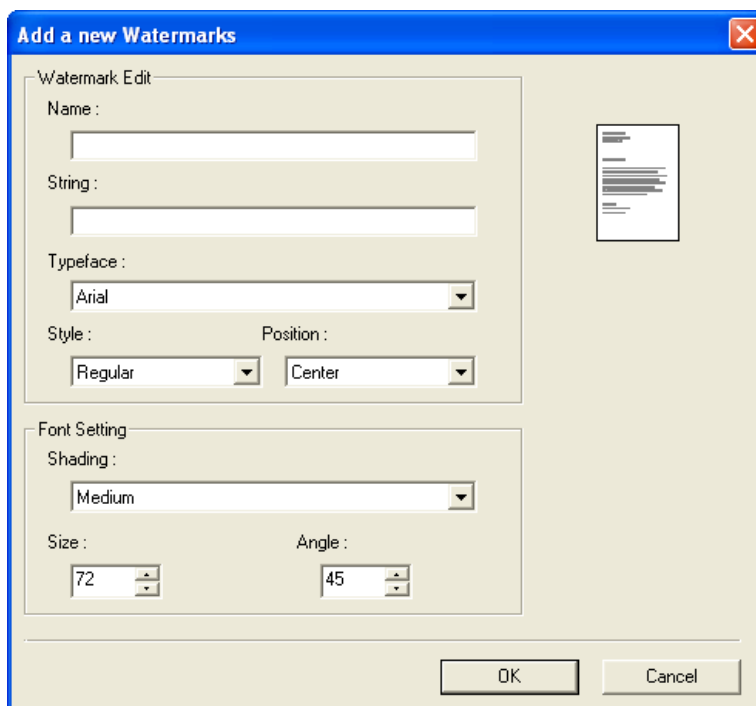 Add a new Watermarks
Watermark Edit
Name :
String :
Typeface :
Arial
Style : Position :
Regular Center
Font Setting
Shading :
Medium
Size : Angle :
72 45
OK Cancel